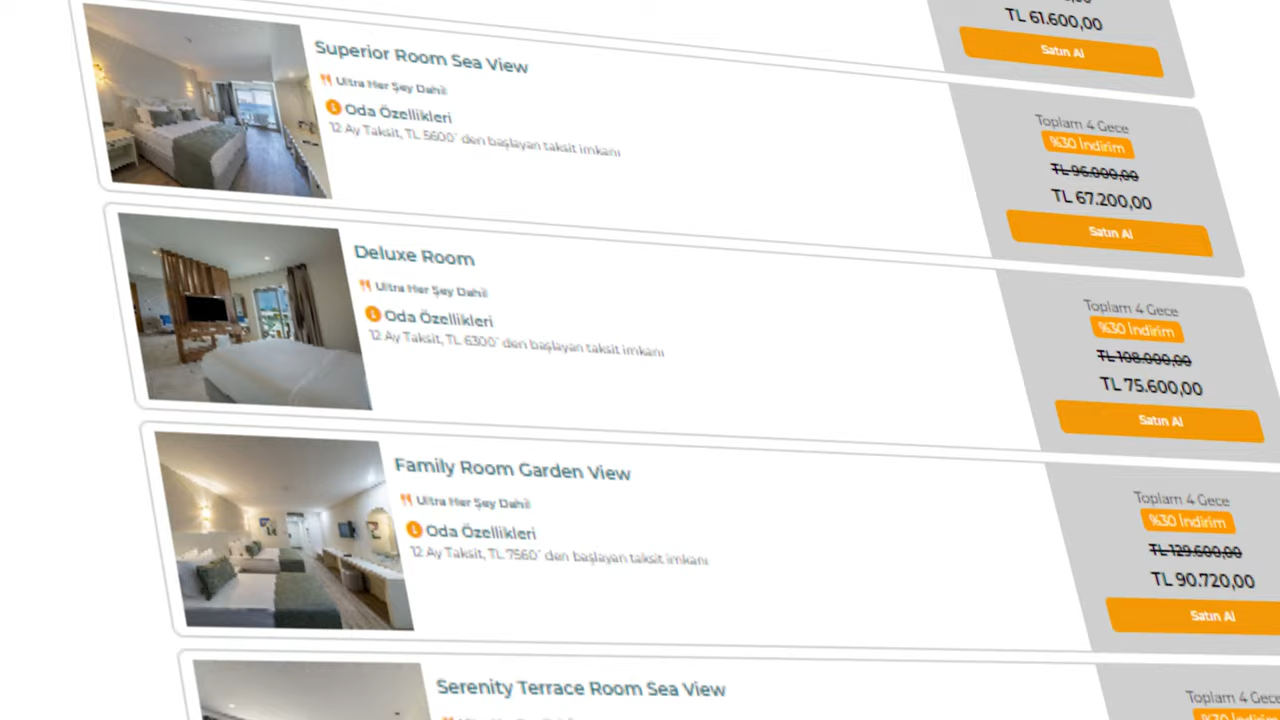 TL 61.600,00
Satın Al
Superior Room Sea View
Ultra Her Şey Dahil
Oda Özellikleri
12 Ay Taksit, TL 5600' den başlayan taksit imkanı
Toplam 4 Gece
%30 İndirim
TL 96.000,00
TL 67.200,00
Satın Al
Deluxe Room
Ultra Her Şey Dahil
Oda Özellikleri
12 Ay Taksit, TL 6300' den başlayan taksit imkanı
Toplam 4 Gece
%30 İndirim
TL 108.000,00
TL 75.600,00
Satın Al
Family Room Garden View
Ultra Her Şey Dahil
Oda Özellikleri
12 Ay Taksit, TL 7560' den başlayan taksit imkanı
Toplam 4 Gece
%30 İndirim
TL 129.600,00
TL 90.720,00
Satın Al
Serenity Terrace Room Sea View
Toplam 4 Gece
%30 İndirim